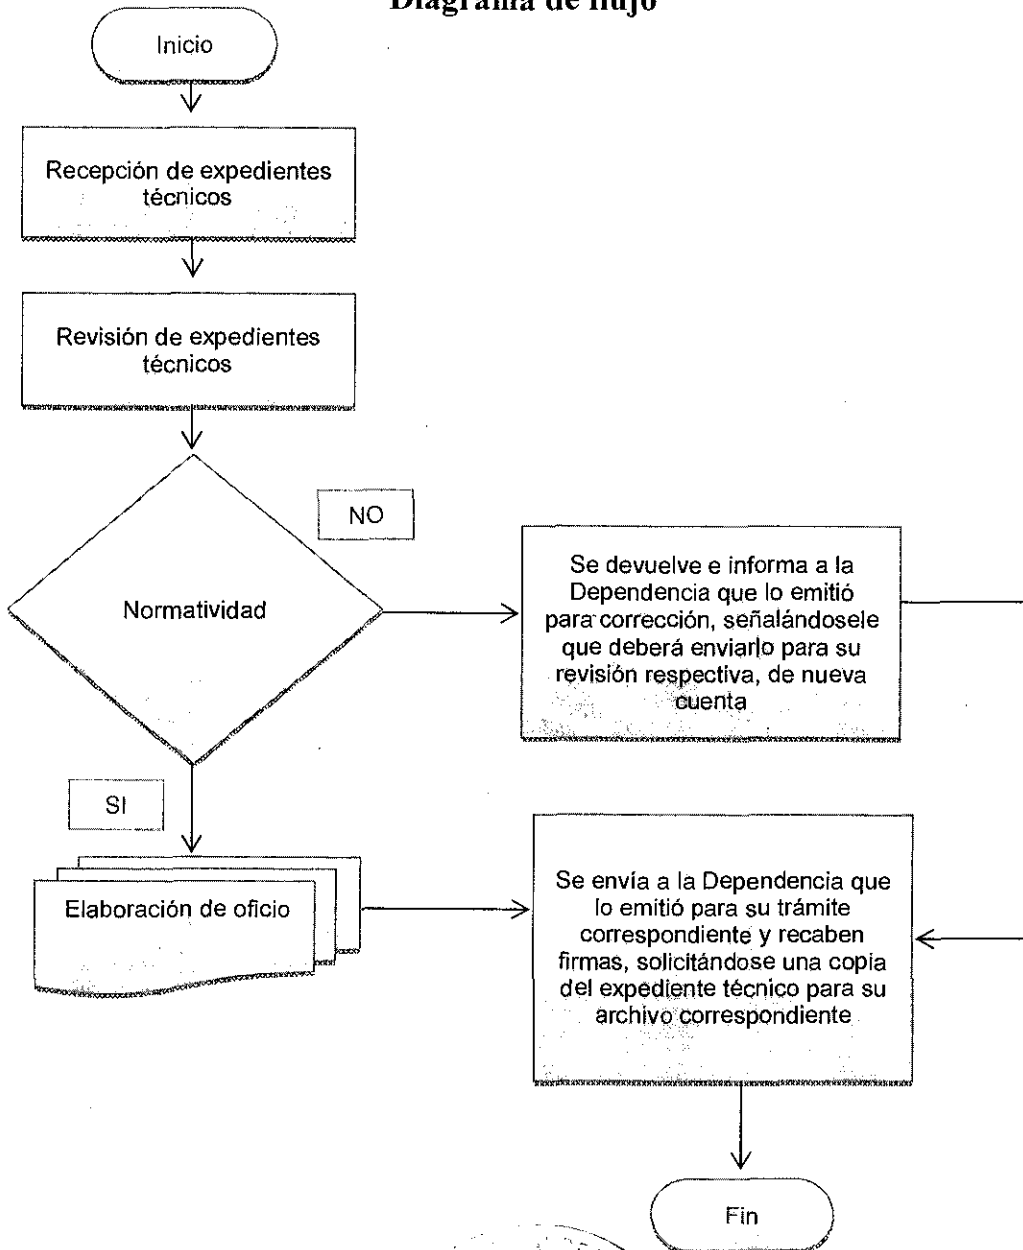 Diagrama de flujo
Inicio
Recepción de expedientes
técnicos
Revisión de expedientes
técnicos
Normatividad
NO
Se devuelve e informa a la
Dependencia que lo emitió
para corrección, señalándosele
que deberá enviarlo para su
revisión respectiva, de nueva
cuenta
SI
Elaboración de oficio
Se envía a la Dependencia que
lo emitió para su trámite
correspondiente y recaben
firmas, solicitándose una copia
del expediente técnico para su
archivo correspondiente
Fin